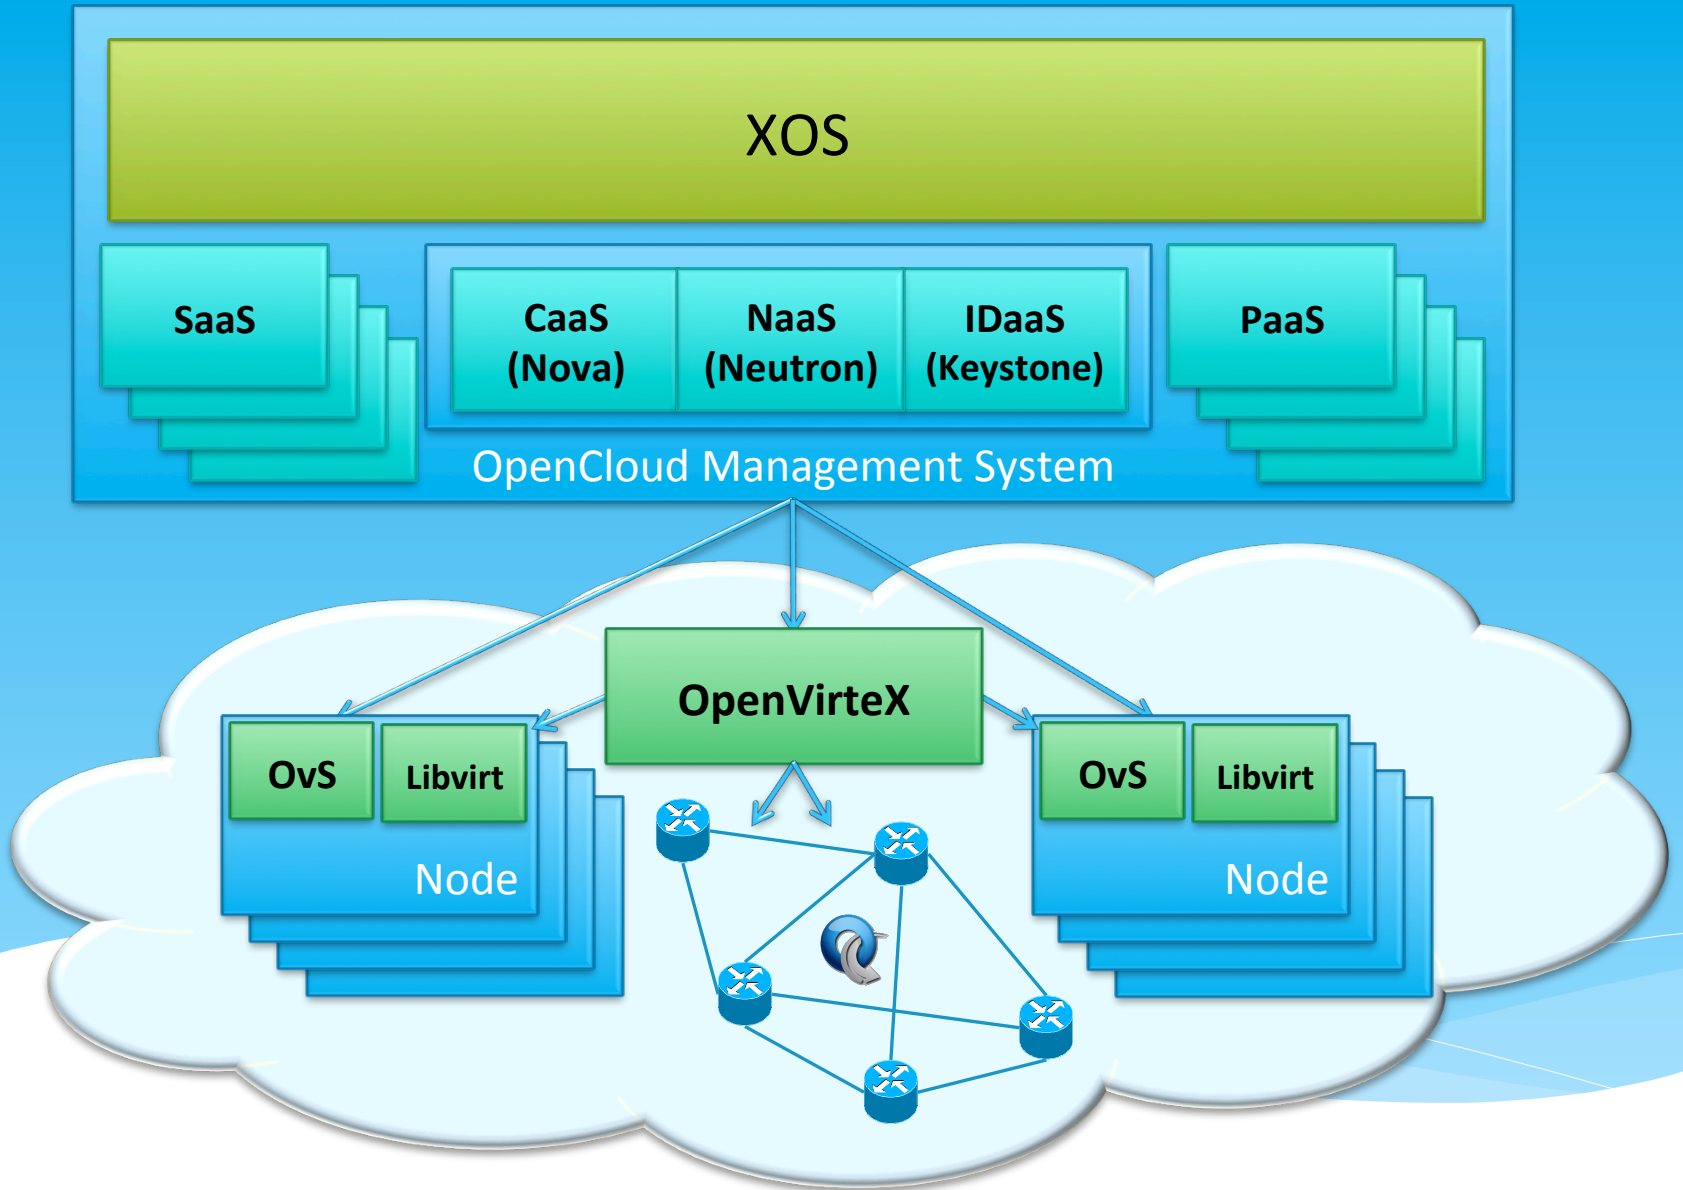 XOS
SaaS
CaaS
(Nova)
NaaS
(Neutron)
IDaaS
(Keystone)
PaaS
OpenCloud Management System
OpenVirteX
OvS
Libvirt
Node
OvS
Libvirt
Node